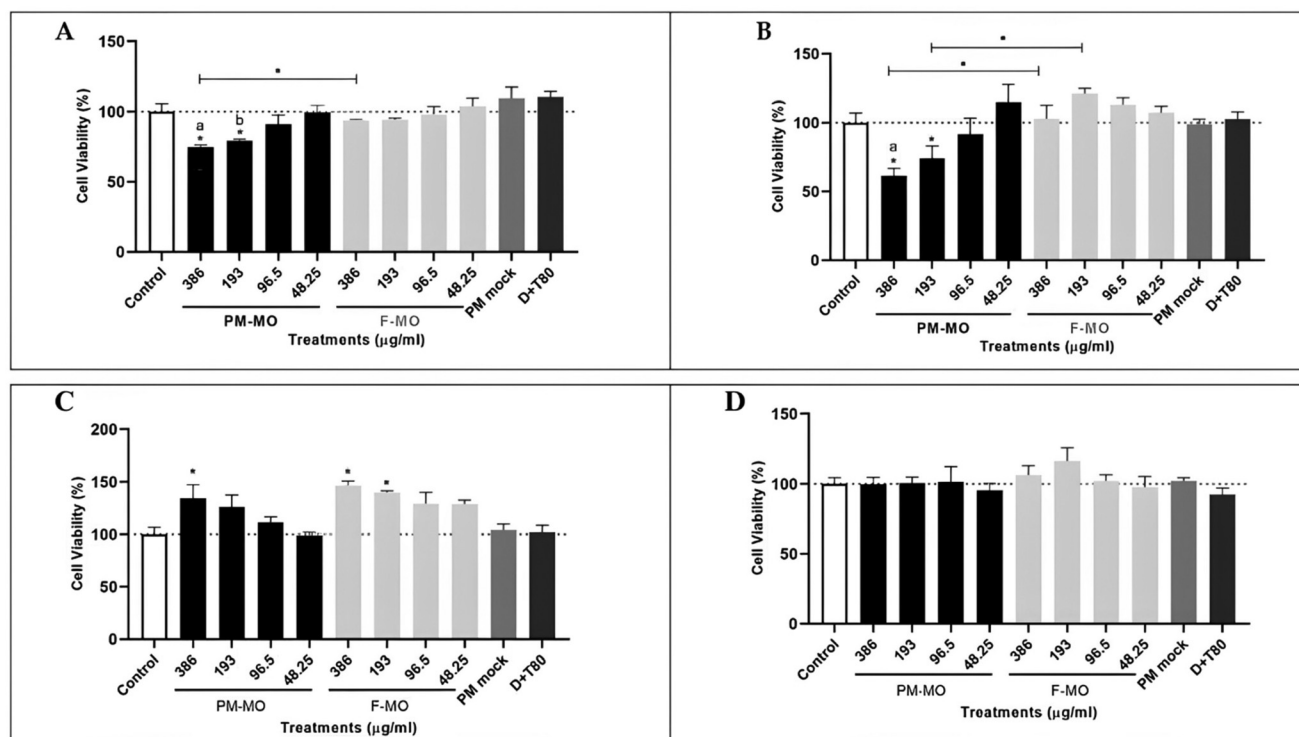 A
150
100
50
0
Cell Viability (%)
a
*
b
*
*
Control
386
193
96.5
48.25
386
193
96.5
48.25
PM mock
D+T80
PM-MO
F-MO
Treatments (µg/ml)
B
150
100
50
0
Cell Viability (%)
*
*
a
*
*
Control
386
193
96.5
48.25
386
193
96.5
48.25
PM mock
D+T80
PM-MO
F-MO
Treatments (µg/ml)
C
200
150
100
50
0
Cell Viability (%)
*
*
*
Control
386
193
96.5
48.25
386
193
96.5
48.25
PM mock
D+T80
PM-MO
F-MO
Treatments (µg/ml)
D
150
100
50
0
Cell Viability (%)
Control
386
193
96.5
48.25
386
193
96.5
48.25
PM mock
D+T80
PM-MO
F-MO
Treatments (µg/ml)